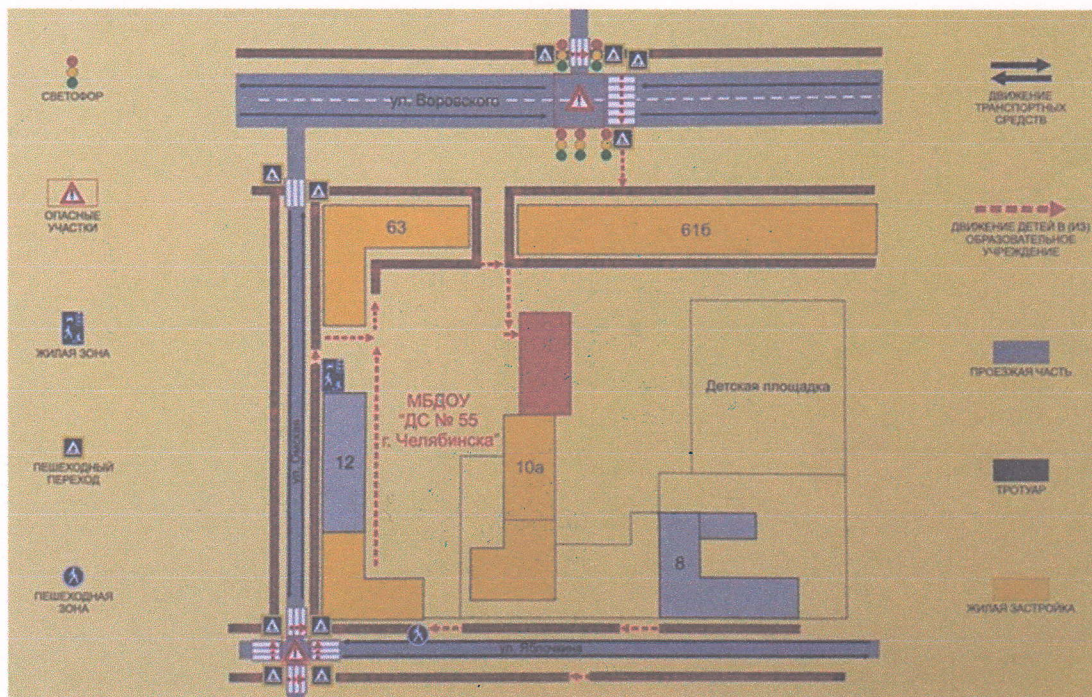 СВЕТОФОР
ОПАСНЫЕ
УЧАСТКИ
ЖИЛАЯ ЗОНА
ПЕШЕХОДНЫЙ
ПЕРЕХОД
ПЕШЕХОДНАЯ
ЗОНА
ул. Воровского
63
61б
МБДОУ
"ДС № 55
г. Челябинска"
12
10а
Детская площадка
8
ул. Яблочкина
ДВИЖЕНИЕ
ТРАНСПОРТНЫХ
СРЕДСТВ
ДВИЖЕНИЕ ДЕТЕЙ В (ИЗ)
ОБРАЗОВАТЕЛЬНОЕ
УЧРЕЖДЕНИЕ
ПРОЕЗЖАЯ ЧАСТЬ
ТРОТУАР
ЖИЛАЯ ЗАСТРОЙКА